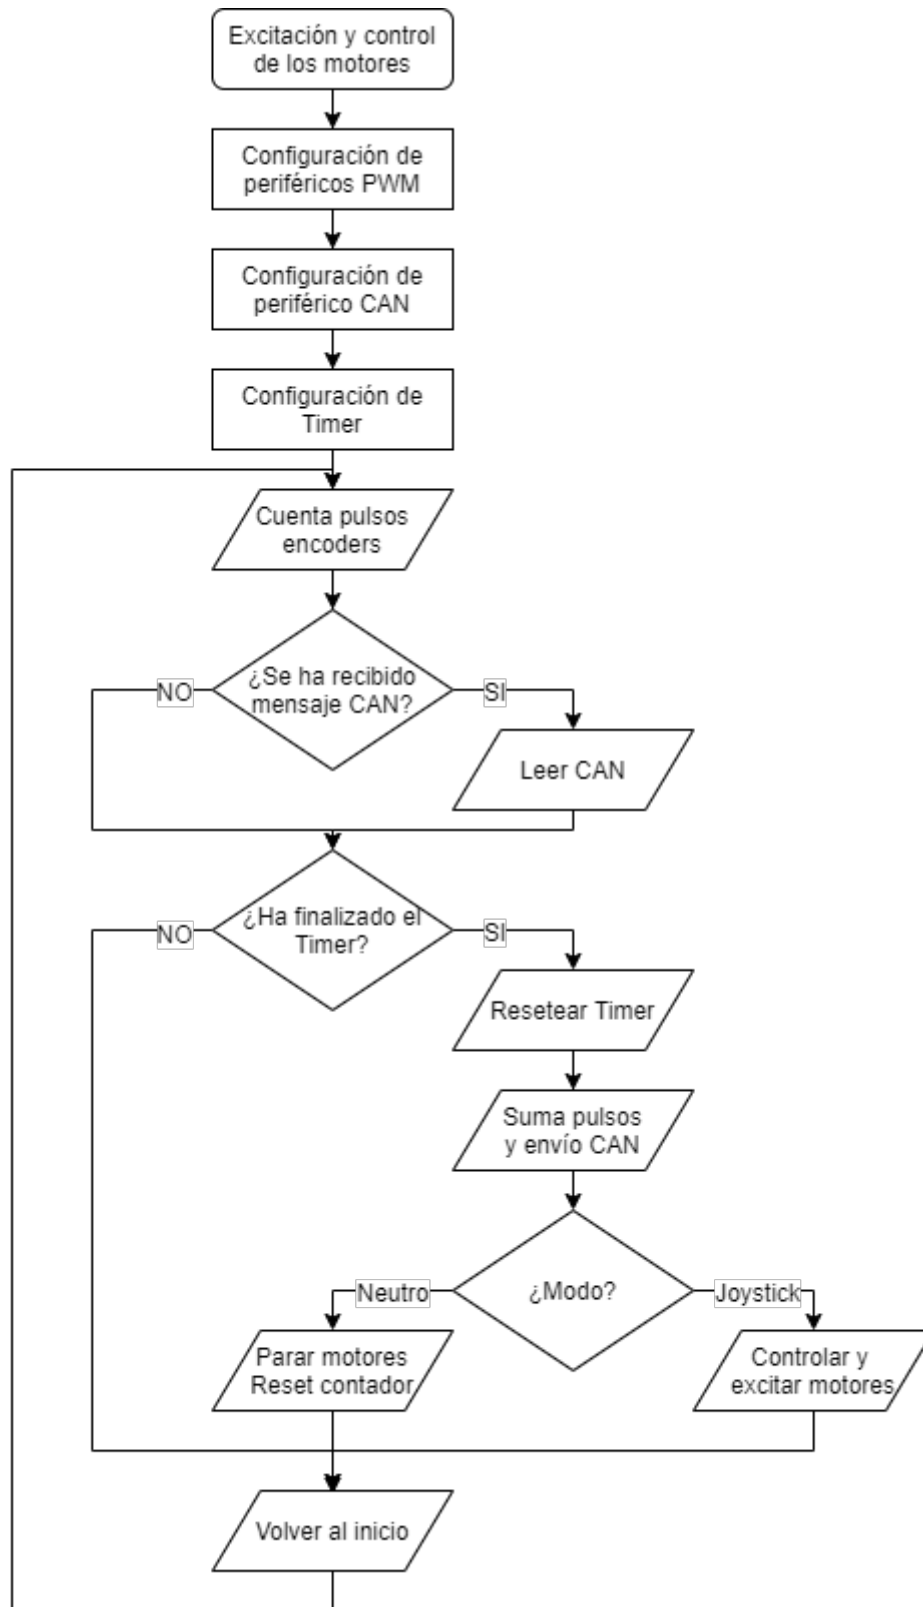 Excitación y control
de los motores
Configuración de
periféricos PWM
Configuración de
periférico CAN
Configuración de
Timer
Cuenta pulsos
encoders
¿Se ha recibido
mensaje CAN?
NO
SI
Leer CAN
¿Ha finalizado el
Timer?
NO
SI
Resetear Timer
Suma pulsos
y envío CAN
¿Modo?
Neutro
Joystick
Parar motores
Reset contador
Controlar y
excitar motores
Volver al inicio